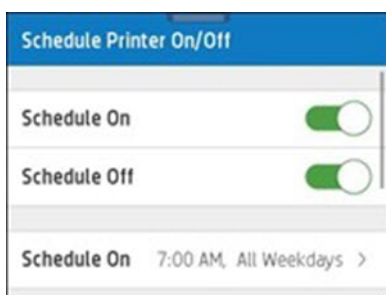 Schedule Printer On/Off
Schedule On
Schedule Off
Schedule On 7:00 AM, All Weekdays >